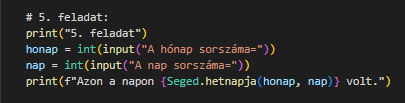 # 5. feladat:
print("5. feladat")
honap = int(input("A hónap sorszáma="))
nap = int(input("A nap sorszáma="))
print(f"Azon a napon {Seged.hetnapja(honap, nap)} volt.")